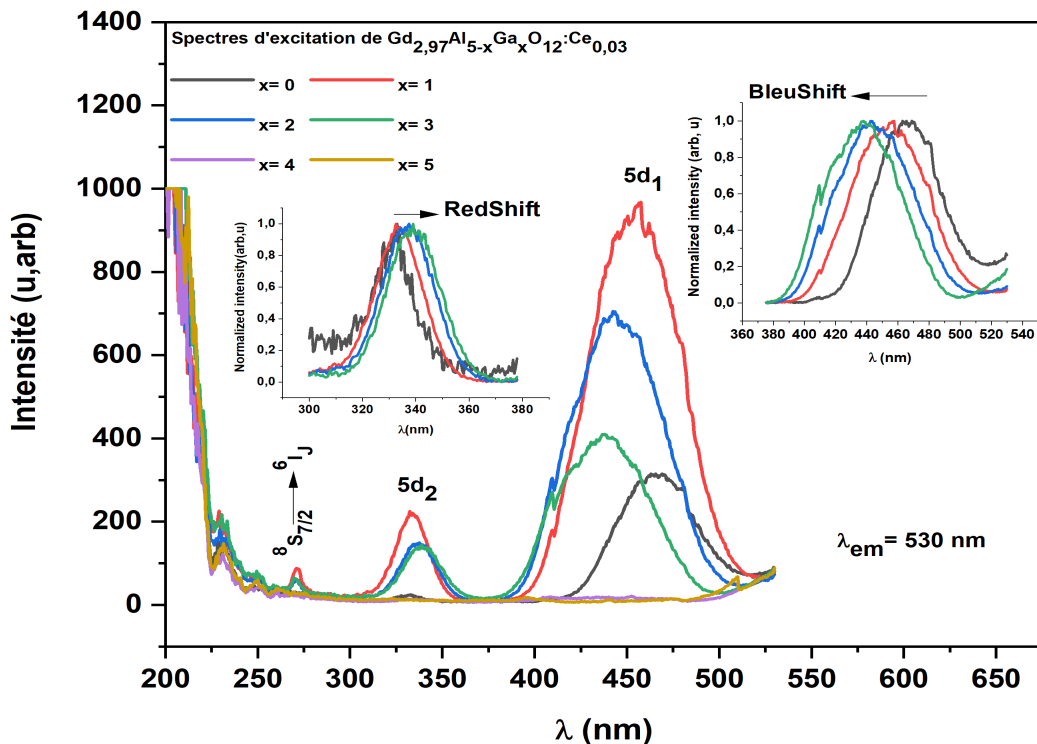 Spectres d'excitation de Gd2,97Al5-xGaxO12:Ce0,03
x= 0
x= 1
x= 2
x= 3
x= 4
x= 5
Intensité (u,arb)
1400
1200
1000
800
600
400
200
0
200 250 300 350 400 450 500 550 600 650
λ (nm)
RedShift
Normalized intensity(arb,u)
1,0
0,8
0,6
0,4
0,2
0,0
300 320 340 360 380
λ(nm)
BleuShift
Normalized intensity (arb, u)
1,0
0,8
0,6
0,4
0,2
0,0
360 380 400 420 440 460 480 500 520 540
λ (nm)
5d1
5d2
8S7/2
6IJ
λem= 530 nm